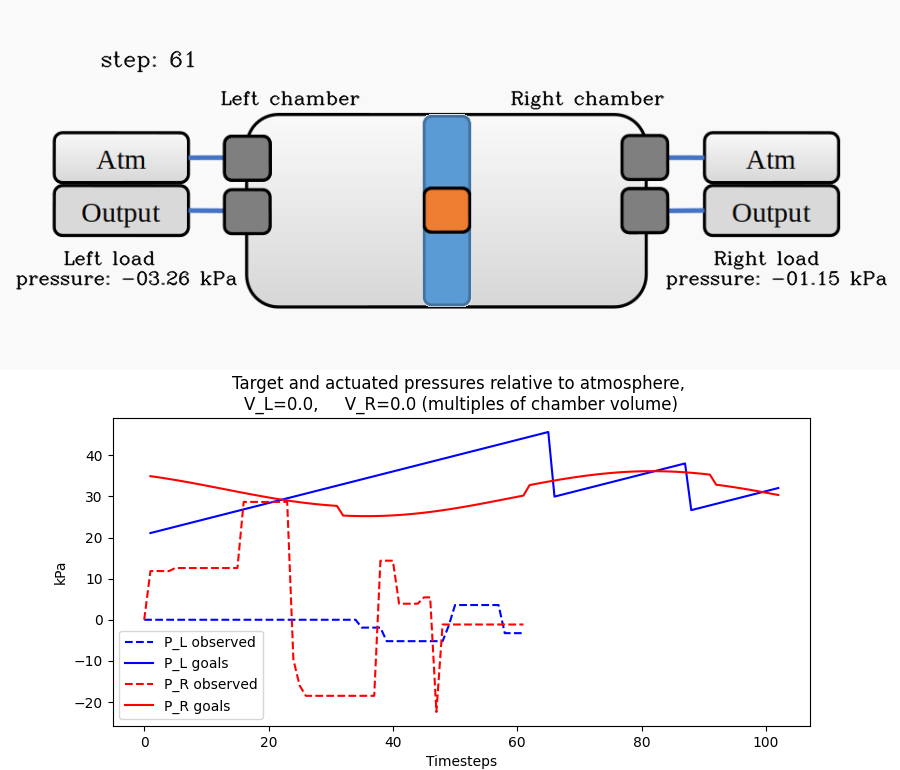 step: 61
Left chamber
Right chamber
Atm
Atm
Output
Output
Left load
pressure: −03.26 kPa
Right load
pressure: −01.15 kPa
Target and actuated pressures relative to atmosphere,
V_L=0.0, V_R=0.0 (multiples of chamber volume)
kPa
40
30
20
10
0
−10
−20
P_L observed
P_L goals
P_R observed
P_R goals
0 20 40 60 80 100
Timesteps